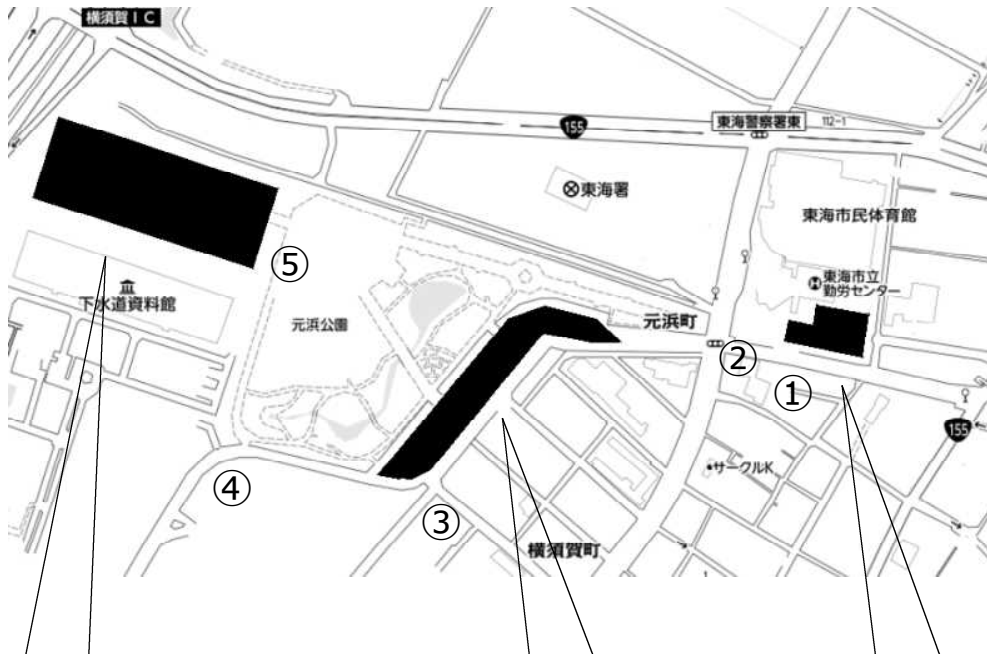 横須賀IC
155
東海警察署東
112-1
東海署
東海市民体育館
⑤
東海市立
勤労センター
下水道資料館
元浜公園
元浜町
②
①
155
サークルK
④
③
横須賀町